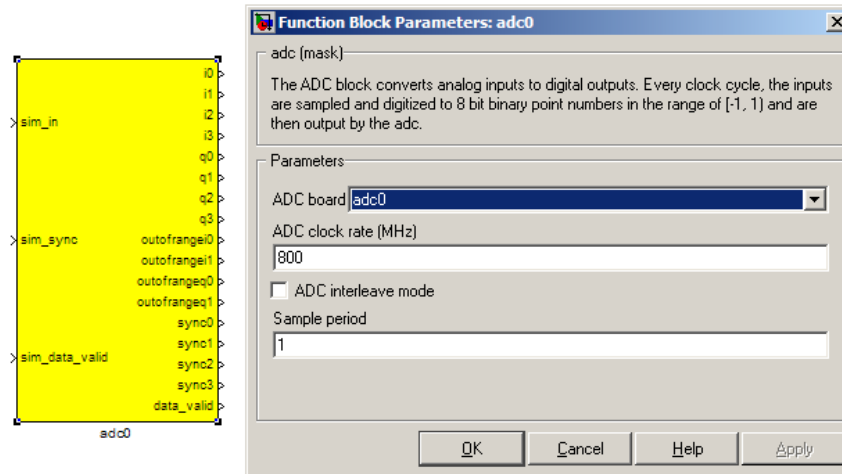 sim_in
sim_sync
sim_data_valid
i0
i1
i2
i3
q0
q1
q2
q3
outofrangei0
outofrangei1
outofrangeq0
outofrangeq1
sync0
sync1
sync2
sync3
data_valid
adc0
Function Block Parameters: adc0
adc (mask)
The ADC block converts analog inputs to digital outputs. Every clock cycle, the inputs
are sampled and digitized to 8 bit binary point numbers in the range of [-1, 1) and are
then output by the adc.
Parameters
ADC board adc0
ADC clock rate (MHz)
800
ADC interleave mode
Sample period
1
OK Cancel Help Apply